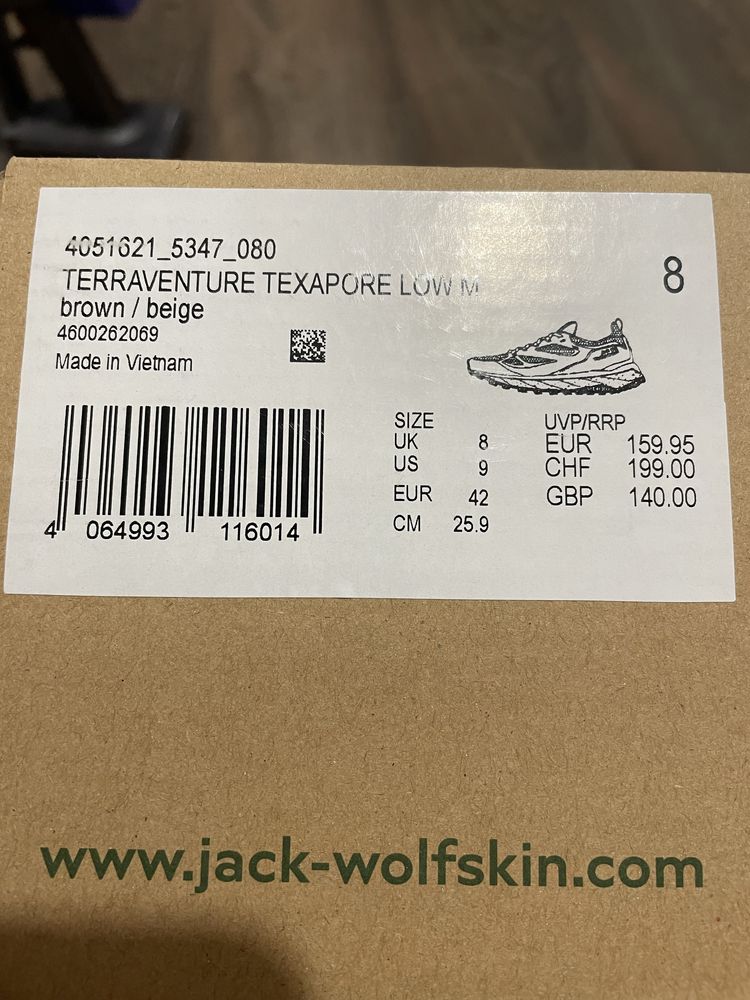 4051621_5347_080
TERRAVENTURE TEXAPORE LOW M
8
brown / beige
4600262069
Made in Vietnam
SIZE
UK 8
US 9
EUR 42
CM 25.9
UVP/RRP
EUR 159.95
CHF 199.00
GBP 140.00
4 064993 116014
www.jack-wolfskin.com